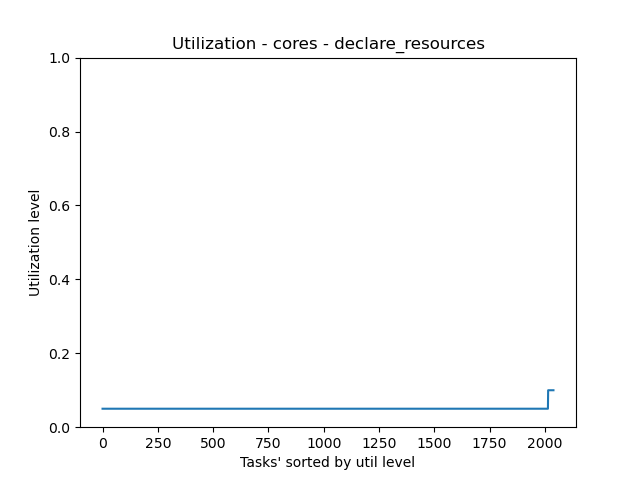 Utilization - cores - declare_resources
1.0
0.8
0.6
0.4
0.2
0.0
Utilization level
0 250 500 750 1000 1250 1500 1750 2000
Tasks' sorted by util level